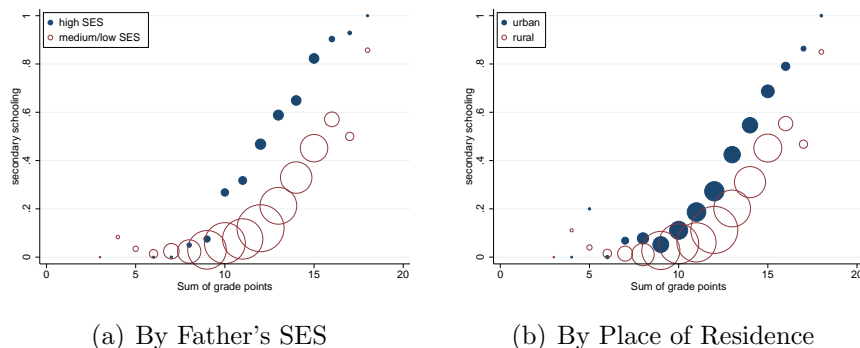 high SES
medium/low SES
secondary schooling
0 .2 .4 .6 .8 1
0 5 10 15 20
Sum of grade points
(a) By Father's SES
urban
rural
secondary schooling
0 .2 .4 .6 .8 1
0 5 10 15 20
Sum of grade points
(b) By Place of Residence